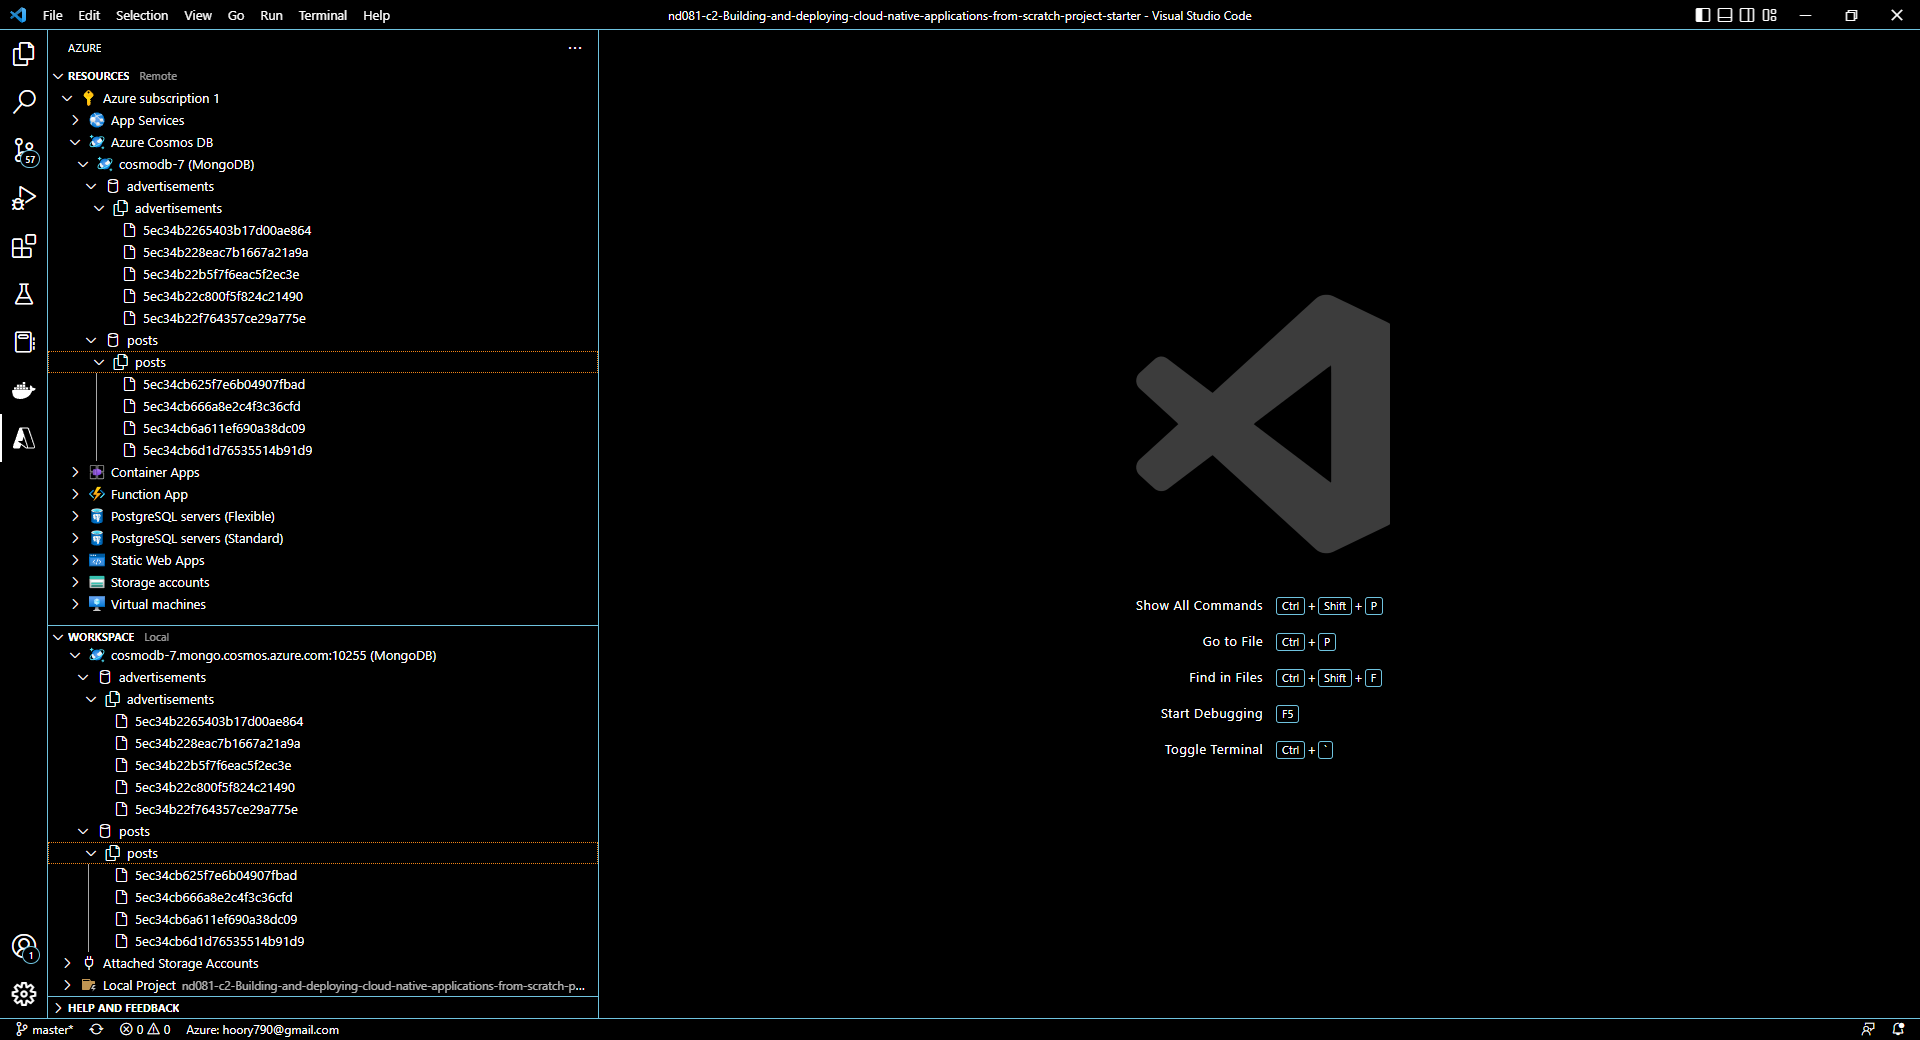 File Edit Selection View Go Run Terminal Help
nd081-c2-Building-and-deploying-cloud-native-applications-from-scratch-project-starter - Visual Studio Code
AZURE
RESOURCES Remote
Azure subscription 1
App Services
Azure Cosmos DB
cosmodb-7 (MongoDB)
advertisements
advertisements
5ec34b2265403b17d00ae864
5ec34b228eac7b1667a21a9a
5ec34b22b5f7f6eac5f2ec3e
5ec34b22c800f5f824c21490
5ec34b22f764357ce29a775e
posts
posts
5ec34cb625f7e6b04907fbad
5ec34cb666a8e2c4f3c36cfd
5ec34cb6a611ef690a38dc09
5ec34cb6d1d76535514b91d9
Container Apps
Function App
PostgreSQL servers (Flexible)
PostgreSQL servers (Standard)
Static Web Apps
Storage accounts
Virtual machines
WORKSPACE Local
cosmodb-7.mongo.cosmos.azure.com:10255 (MongoDB)
advertisements
advertisements
5ec34b2265403b17d00ae864
5ec34b228eac7b1667a21a9a
5ec34b22b5f7f6eac5f2ec3e
5ec34b22c800f5f824c21490
5ec34b22f764357ce29a775e
posts
posts
5ec34cb625f7e6b04907fbad
5ec34cb666a8e2c4f3c36cfd
5ec34cb6a611ef690a38dc09
5ec34cb6d1d76535514b91d9
Attached Storage Accounts
Local Project nd081-c2-Building-and-deploying-cloud-native-applications-from-scratch-p...
HELP AND FEEDBACK
57
1
Show All Commands Ctrl + Shift + P
Go to File Ctrl + P
Find in Files Ctrl + Shift + F
Start Debugging F5
Toggle Terminal Ctrl + `
master* 0 0 Azure: hoory790@gmail.com